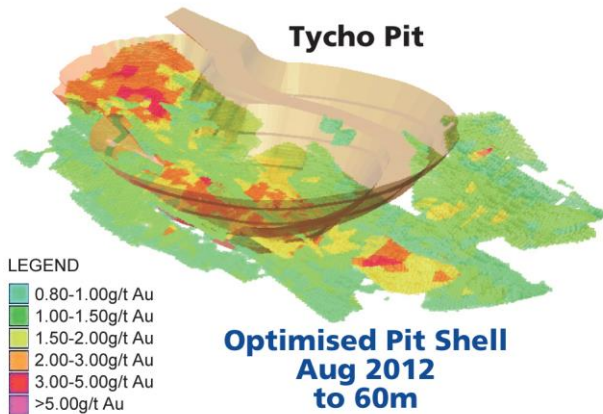 Tycho Pit
LEGEND
0.80-1.00g/t Au
1.00-1.50g/t Au
1.50-2.00g/t Au
2.00-3.00g/t Au
3.00-5.00g/t Au
>5.00g/t Au
Optimised Pit Shell
Aug 2012
to 60m